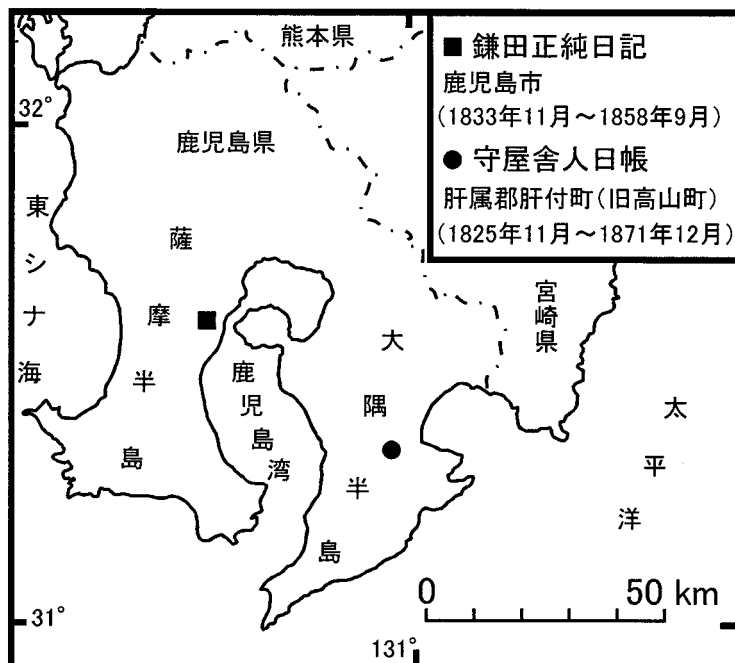 熊本県
■ 鎌田正純日記
鹿児島市
(1833年11月～1858年9月)
● 守屋舎人日帳
肝属郡肝付町(旧高山町)
(1825年11月～1871年12月)
32°
鹿児島県
東シナ海
薩摩半島
鹿児島湾
大隅半島
宮崎県
太平洋
0 50 km
31°
131°